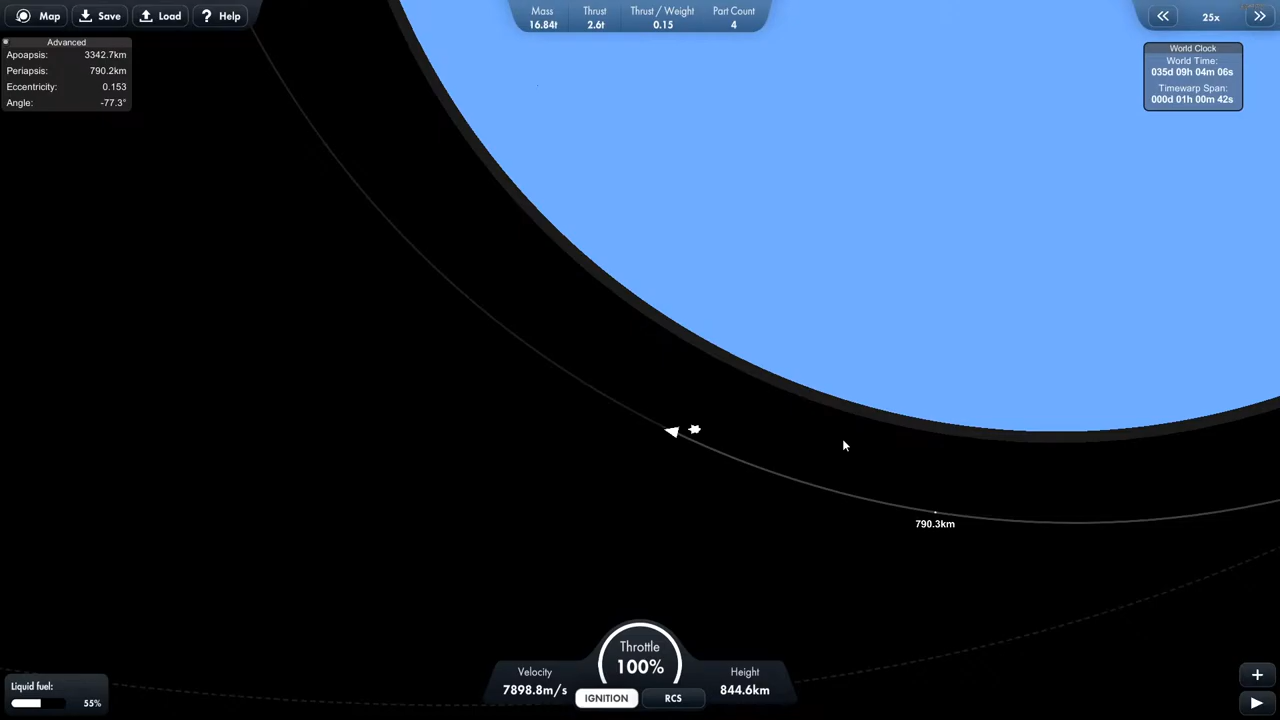 Map
Save
Load
Help
Mass
16.84t
Thrust
2.6t
Thrust / Weight
0.15
Part Count
4
25x
Advanced
Apoapsis: 3342.7km
Periapsis: 790.2km
Eccentricity: 0.153
Angle: -77.3°
World Clock
World Time:
035d 09h 04m 06s
Timewarp Span:
000d 01h 00m 42s
790.3km
Throttle
100%
Velocity
7898.8m/s
Height
844.6km
IGNITION
RCS
Liquid fuel:
55%